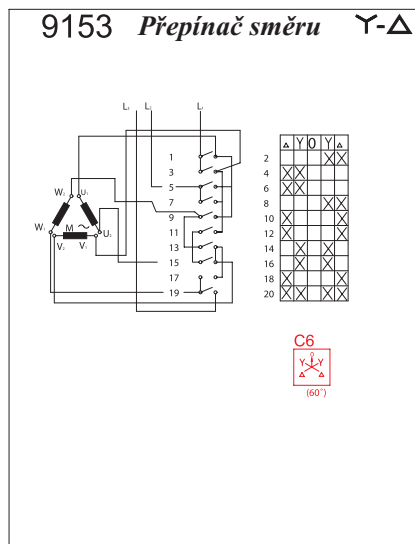 9153 Přepínač směru Y-Δ
L₃ L₂ L₁
Δ Y 0 Y Δ
1 2
3 4
5 6
7 8
9 10
11 12
13 14
15 16
17 18
19 20
W₂ U₁
W₁ M ~ U₂
V₂ V₁
X X
X X
X X
X X
X X
X X
X X
X X
X X
X X X X
C6
0
Y Y
Δ Δ
(60˚)